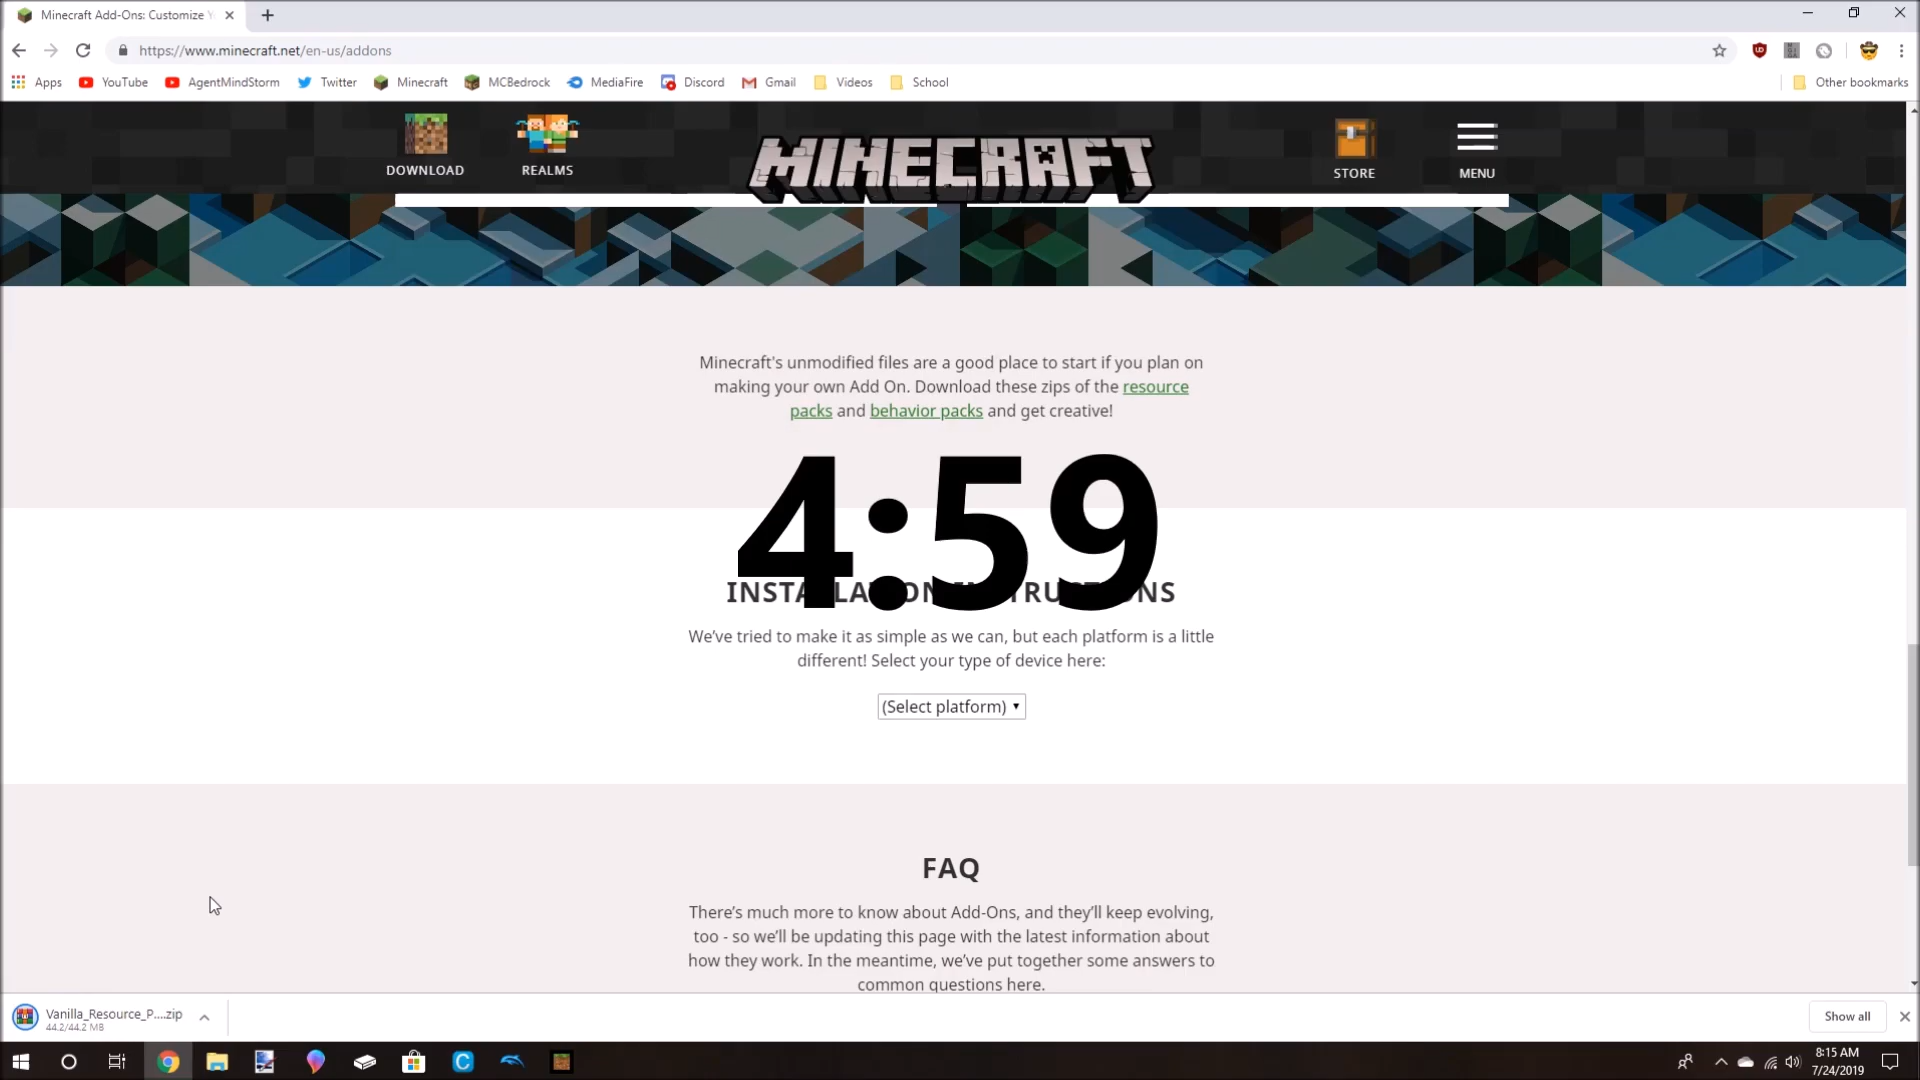 Minecraft Add-Ons: Customize Y
https://www.minecraft.net/en-us/addons
Apps YouTube AgentMindStorm Twitter Minecraft MCBedrock MediaFire Discord Gmail Videos School Other bookmarks
DOWNLOAD REALMS MINECRAFT STORE MENU
Minecraft's unmodified files are a good place to start if you plan on
making your own Add On. Download these zips of the resource
packs and behavior packs and get creative!
4:59
INSTALLATION INSTRUCTIONS
We've tried to make it as simple as we can, but each platform is a little
different! Select your type of device here:
(Select platform)
FAQ
There's much more to know about Add-Ons, and they'll keep evolving,
too - so we'll be updating this page with the latest information about
how they work. In the meantime, we've put together some answers to
common questions here.
Vanilla_Resource_P....zip
44.2/44.2 MB
Show all
8:15 AM
7/24/2019